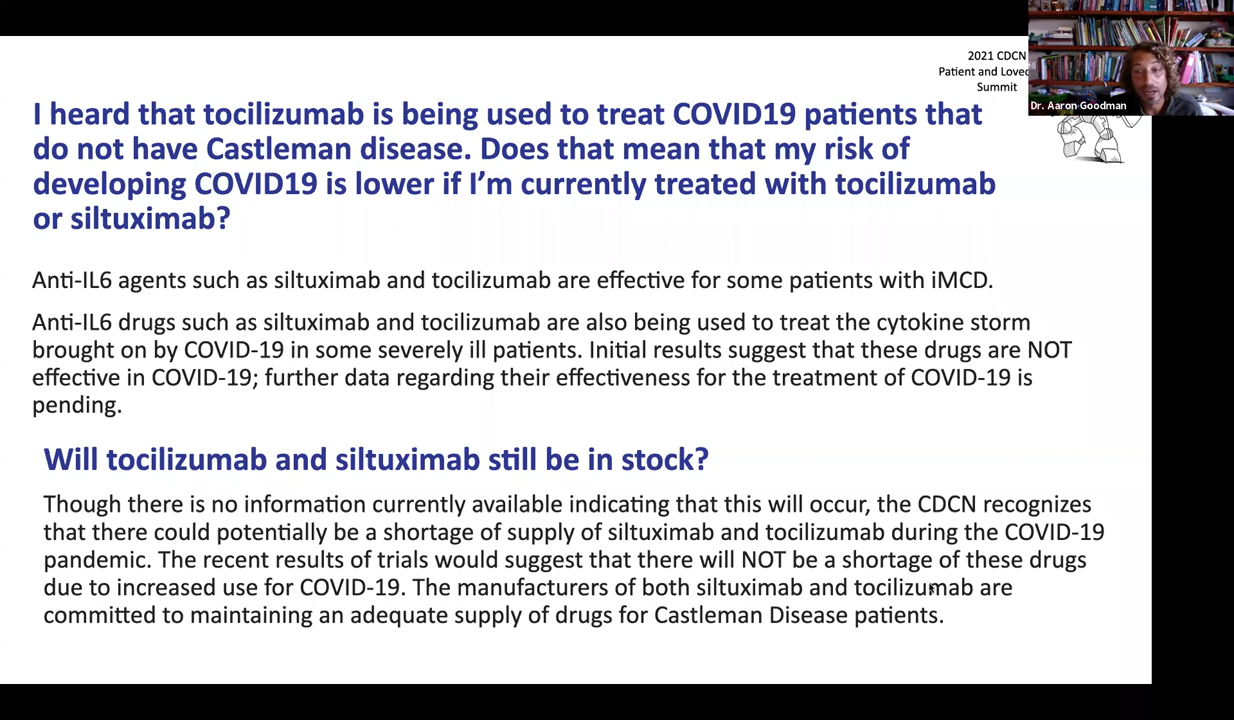 2021 CDCN
Patient and Loved
Summit
Dr. Aaron Goodman
I heard that tocilizumab is being used to treat COVID19 patients that
do not have Castleman disease. Does that mean that my risk of
developing COVID19 is lower if I'm currently treated with tocilizumab
or siltuximab?
Anti-IL6 agents such as siltuximab and tocilizumab are effective for some patients with iMCD.
Anti-IL6 drugs such as siltuximab and tocilizumab are also being used to treat the cytokine storm
brought on by COVID-19 in some severely ill patients. Initial results suggest that these drugs are NOT
effective in COVID-19; further data regarding their effectiveness for the treatment of COVID-19 is
pending.
Will tocilizumab and siltuximab still be in stock?
Though there is no information currently available indicating that this will occur, the CDCN recognizes
that there could potentially be a shortage of supply of siltuximab and tocilizumab during the COVID-19
pandemic. The recent results of trials would suggest that there will NOT be a shortage of these drugs
due to increased use for COVID-19. The manufacturers of both siltuximab and tocilizumab are
committed to maintaining an adequate supply of drugs for Castleman Disease patients.